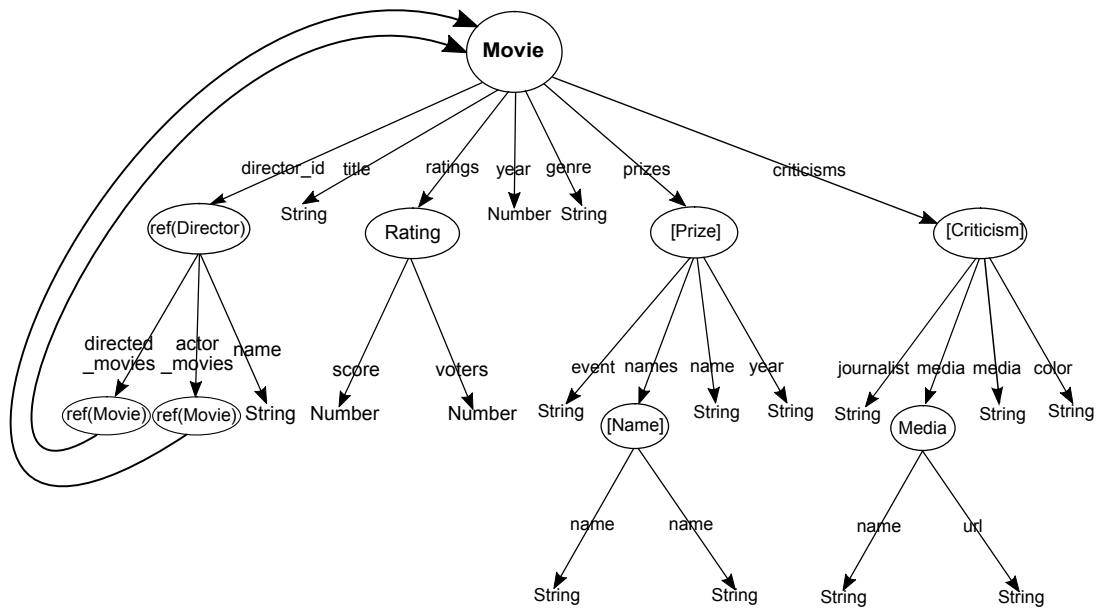 Movie
director_id title ratings year genre prizes criticisms
ref(Director) String Rating Number String [Prize] [Criticism]
directed
_movies
actor
_movies
name score voters event names name year journalist media media color
ref(Movie) ref(Movie) String Number Number String [Name] String String String Media String String
name name name url
String String String String